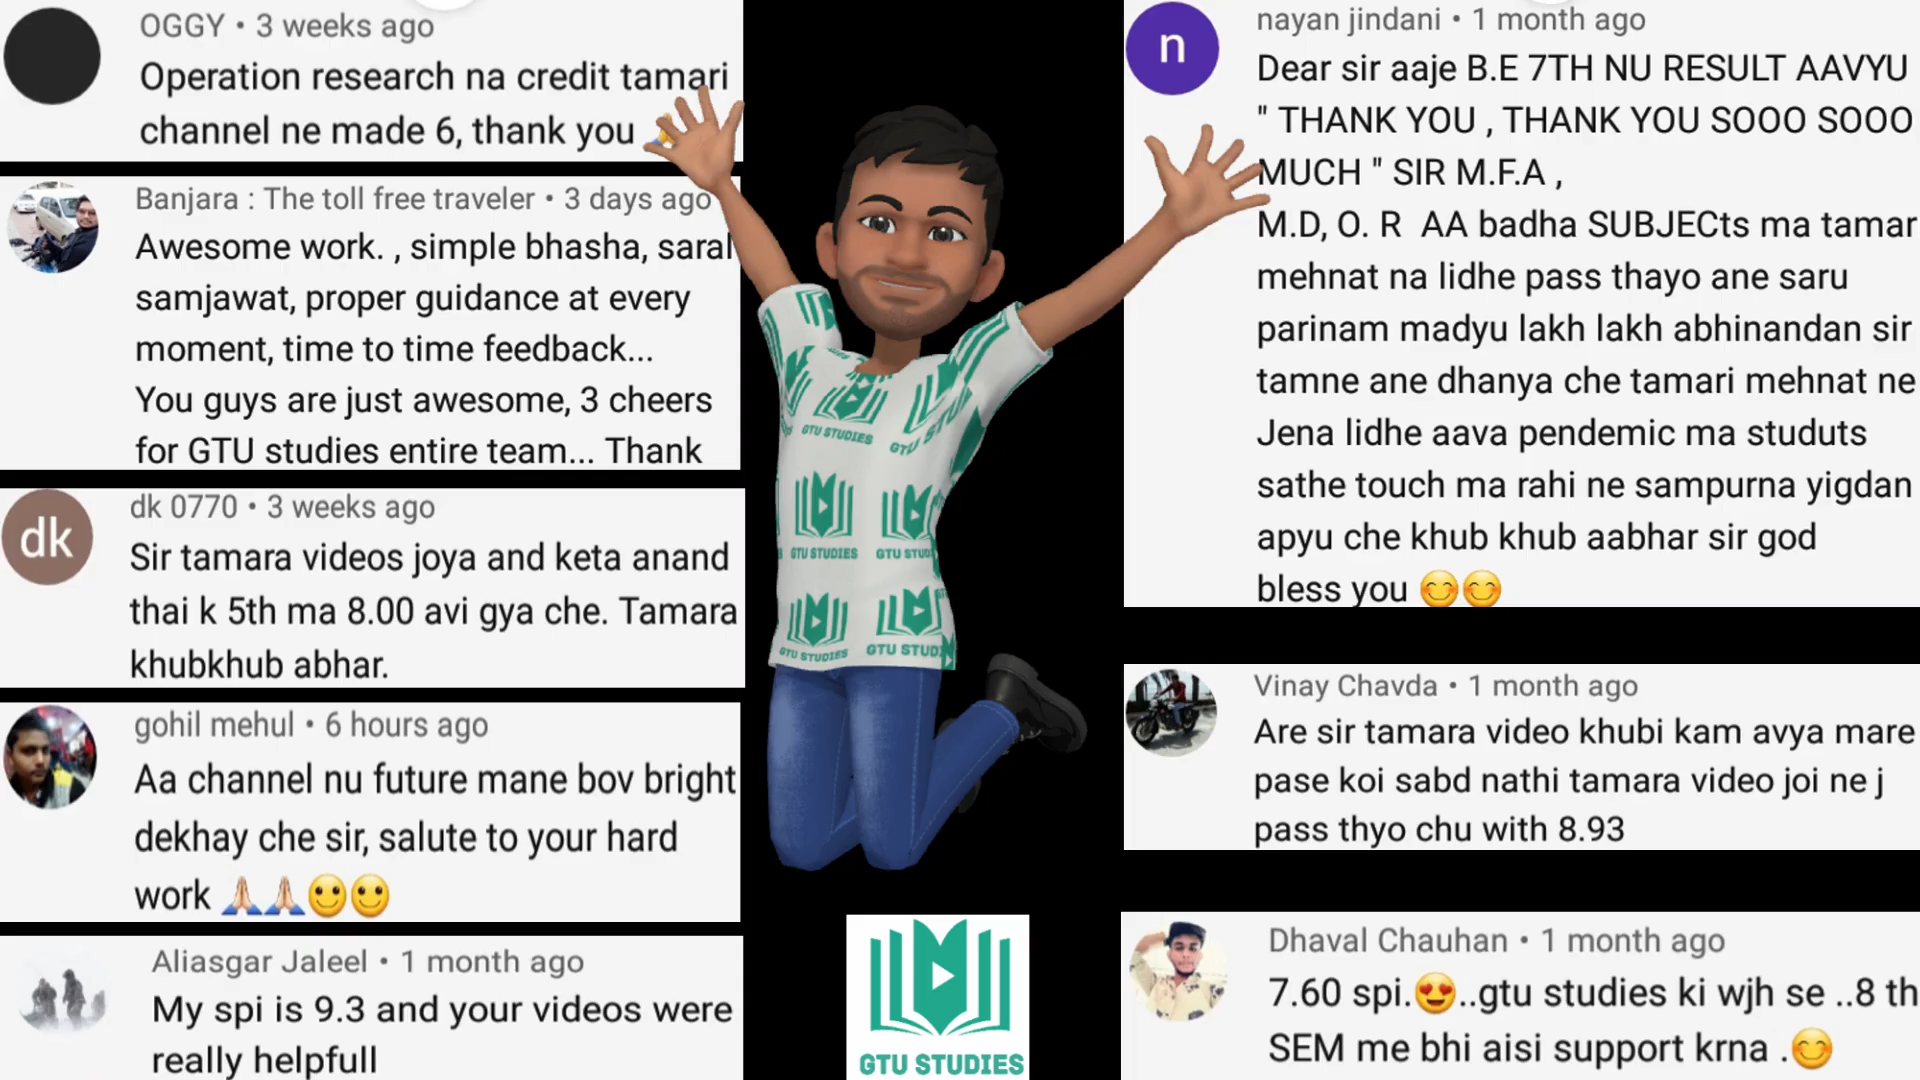 OGGY • 3 weeks ago
Operation research na credit tamari
channel ne made 6, thank you
Banjara : The toll free traveler • 3 days ago
Awesome work. , simple bhasha, saral
samjawat, proper guidance at every
moment, time to time feedback...
You guys are just awesome, 3 cheers
for GTU studies entire team... Thank
dk
dk 0770 • 3 weeks ago
Sir tamara videos joya and keta anand
thai k 5th ma 8.00 avi gya che. Tamara
khubkhub abhar.
gohil mehul • 6 hours ago
Aa channel nu future mane bov bright
dekhay che sir, salute to your hard
work 🙏🏻🙏🏻🙂🙂
Aliasgar Jaleel • 1 month ago
My spi is 9.3 and your videos were
really helpfull
GTU STUDIES
GTU STUDIES
GTU STUDIES
GTU STUDIES
GTU STUDIES
n
nayan jindani • 1 month ago
Dear sir aaje B.E 7TH NU RESULT AAVYU
" THANK YOU , THANK YOU SOOO SOOO
MUCH " SIR M.F.A ,
M.D, O. R AA badha SUBJECts ma tamar
mehnat na lidhe pass thayo ane saru
parinam madyu lakh lakh abhinandan sir
tamne ane dhanya che tamari mehnat ne
Jena lidhe aava pendemic ma studuts
sathe touch ma rahi ne sampurna yigdan
apyu che khub khub aabhar sir god
bless you 😊😊
Vinay Chavda • 1 month ago
Are sir tamara video khubi kam avya mare
pase koi sabd nathi tamara video joi ne j
pass thyo chu with 8.93
Dhaval Chauhan • 1 month ago
7.60 spi.😍..gtu studies ki wjh se ..8 th
SEM me bhi aisi support krna .😊